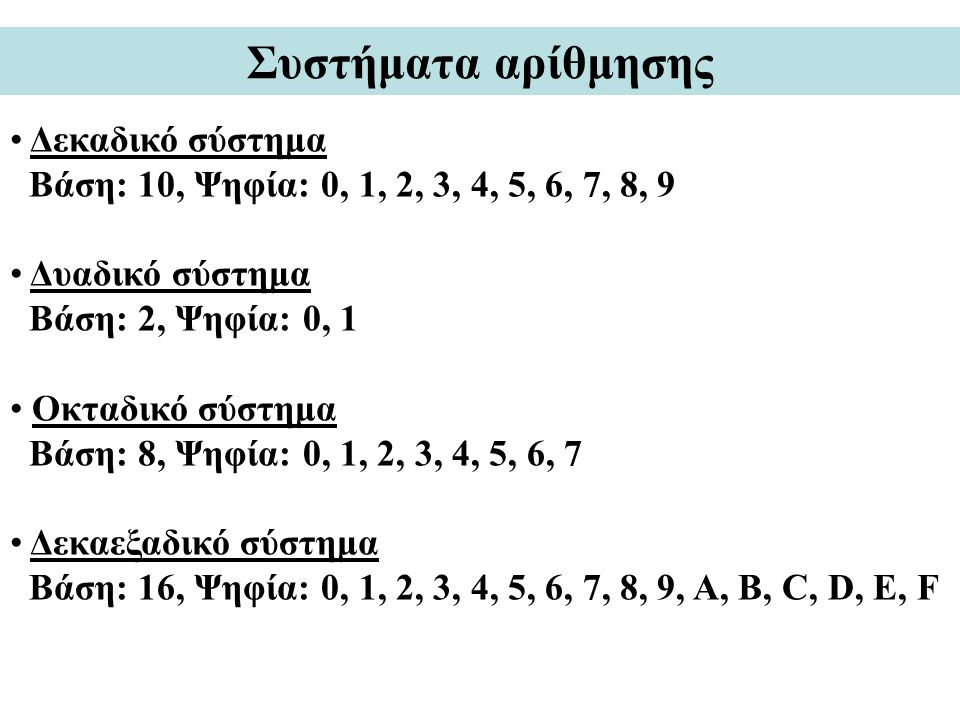 Συστήματα αρίθμησης
• Δεκαδικό σύστημα
Βάση: 10, Ψηφία: 0, 1, 2, 3, 4, 5, 6, 7, 8, 9
• Δυαδικό σύστημα
Βάση: 2, Ψηφία: 0, 1
• Οκταδικό σύστημα
Βάση: 8, Ψηφία: 0, 1, 2, 3, 4, 5, 6, 7
• Δεκαεξαδικό σύστημα
Βάση: 16, Ψηφία: 0, 1, 2, 3, 4, 5, 6, 7, 8, 9, A, B, C, D, E, F